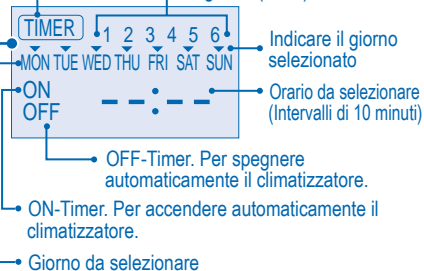 TIMER 1 2 3 4 5 6
MON TUE WED THU FRI SAT SUN
ON
OFF
--:--
Indicare il giorno
selezionato
Orario da selezionare
(Intervalli di 10 minuti)
OFF-Timer. Per spegnere
automaticamente il climatizzatore.
ON-Timer. Per accendere automaticamente il
climatizzatore.
Giorno da selezionare